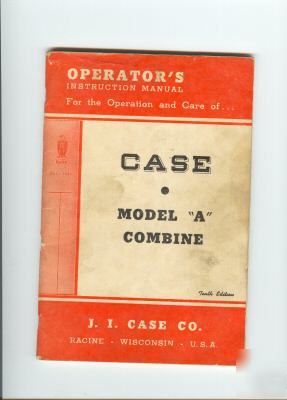 OPERATOR'S
INSTRUCTION MANUAL
For the Operation and Care of...
CASE
MODEL "A"
COMBINE
Tenth Edition
J. I. CASE CO.
RACINE - WISCONSIN - U.S.A.